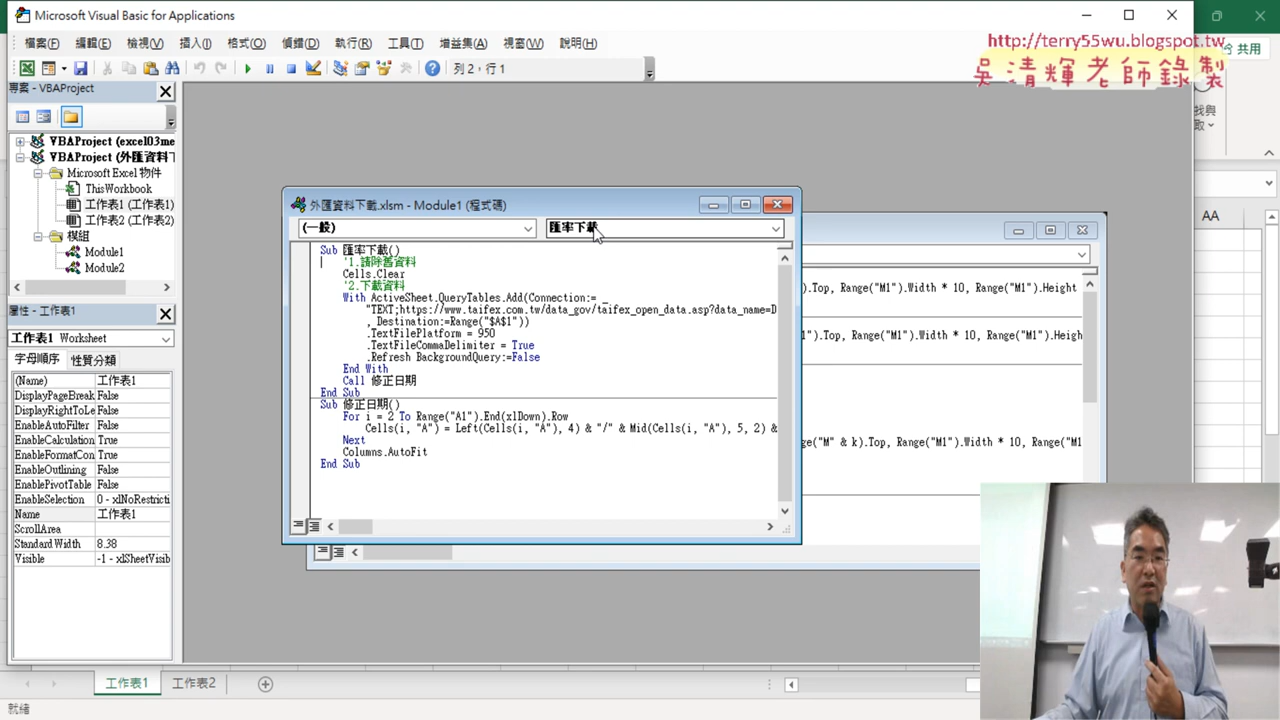 Microsoft Visual Basic for Applications
http://terry55wu.blogspot.tw
吳清輝老師錄製
共用
檔案(F) 編輯(E) 檢視(V) 插入(I) 格式(O) 偵錯(D) 執行(R) 工具(T) 增益集(A) 視窗(W) 說明(H)
列 2，行 1
專案 - VBAProject
VBAProject (excel03me
VBAProject (外匯資料下
Microsoft Excel 物件
ThisWorkbook
工作表1 (工作表1)
工作表2 (工作表2)
模組
Module1
Module2
屬性 - 工作表1
工作表1 Worksheet
字母順序 性質分類
(Name) 工作表1
DisplayPageBreak False
DisplayRightToLe False
EnableAutoFilter False
EnableCalculation True
EnableFormatCon True
EnableOutlining False
EnablePivotTable False
EnableSelection 0 - xlNoRestricti
Name 工作表1
ScrollArea
StandardWidth 8.38
Visible -1 - xlSheetVisib
外匯資料下載.xlsm - Module1 (程式碼)
(一般) 匯率下載
Sub 匯率下載()
'1.請除舊資料
Cells.Clear
'2.下載資料
With ActiveSheet.QueryTables.Add(Connection:= _
"TEXT;https://www.taifex.com.tw/data_gov/taifex_open_data.asp?data_name=D
, Destination:=Range("$A$1"))
.TextFilePlatform = 950
.TextFileCommaDelimiter = True
.Refresh BackgroundQuery:=False
End With
Call 修正日期
End Sub
Sub 修正日期()
For i = 2 To Range("A1").End(xlDown).Row
Cells(i, "A") = Left(Cells(i, "A"), 4) & "/" & Mid(Cells(i, "A"), 5, 2) &
Next
Columns.AutoFit
End Sub
).Top, Range("M1").Width * 10, Range("M1").Height
1").Top, Range("M1").Width * 10, Range("M1").Heigh
("M" & k).Top, Range("M1").Width * 10, Range("M1
找與
取
AA
工作表1 工作表2
就緒